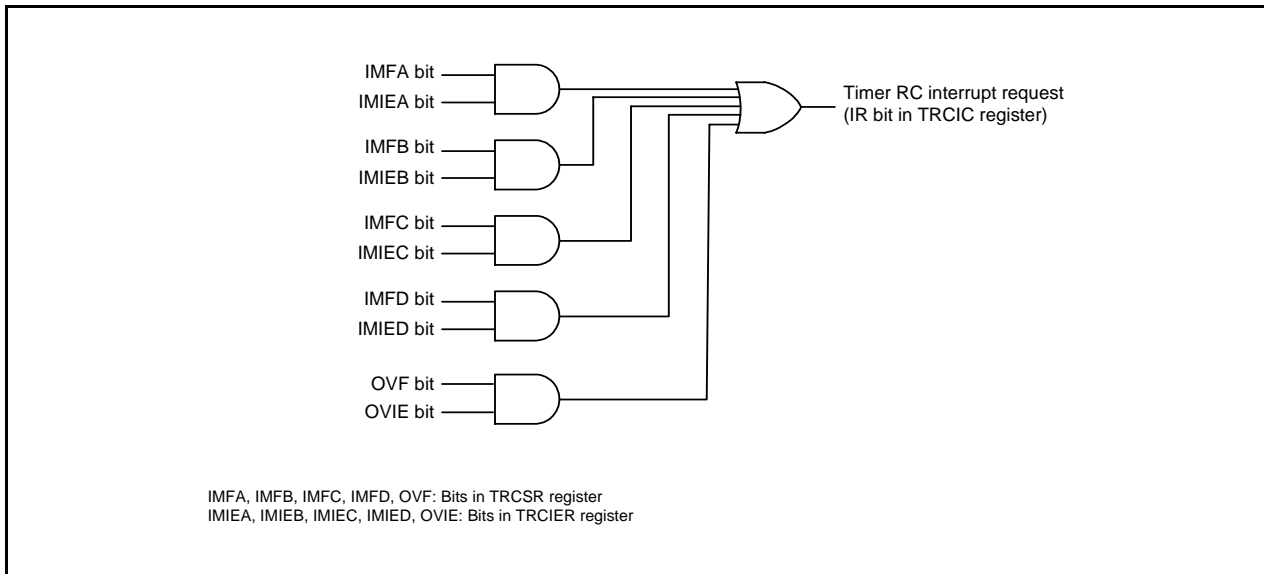 IMFA bit
IMIEA bit
IMFB bit
IMIEB bit
IMFC bit
IMIEC bit
IMFD bit
IMIED bit
OVF bit
OVIE bit
Timer RC interrupt request
(IR bit in TRCIC register)
IMFA, IMFB, IMFC, IMFD, OVF: Bits in TRCSR register
IMIEA, IMIEB, IMIEC, IMIED, OVIE: Bits in TRCIER register